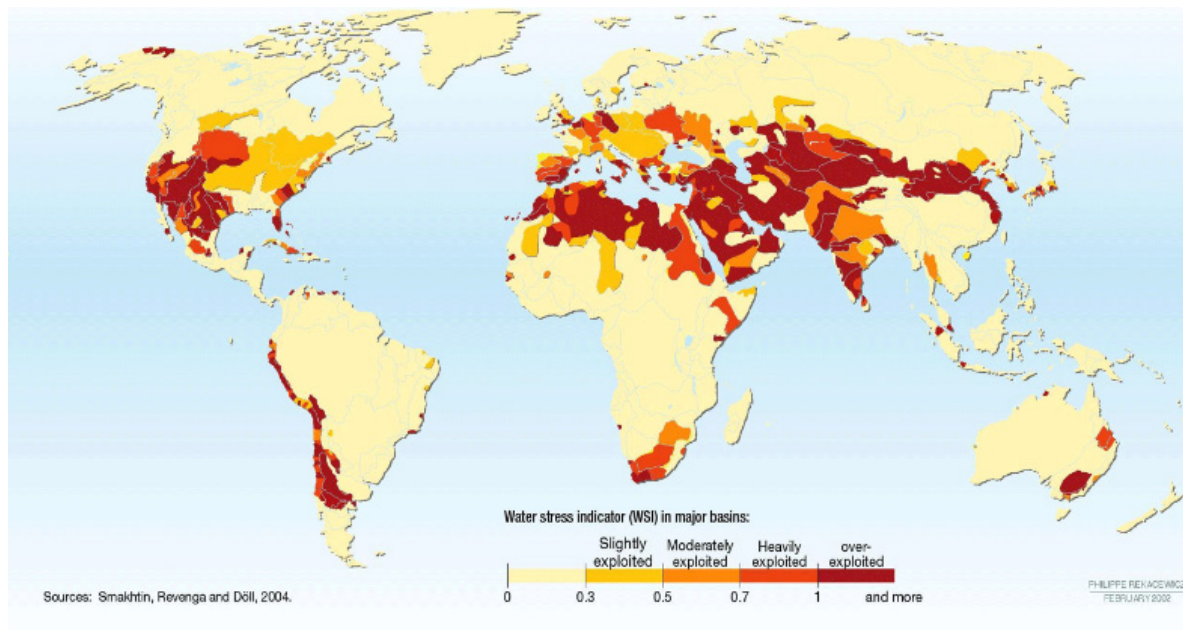 Water stress indicator (WSI) in major basins:
Slightly exploited
Moderately exploited
Heavily exploited
over-exploited
0 0.3 0.5 0.7 1 and more
Sources: Smakhtin, Revenga and Döll, 2004.
PHILIPPE REKACEWICZ
FEBRUARY 2002